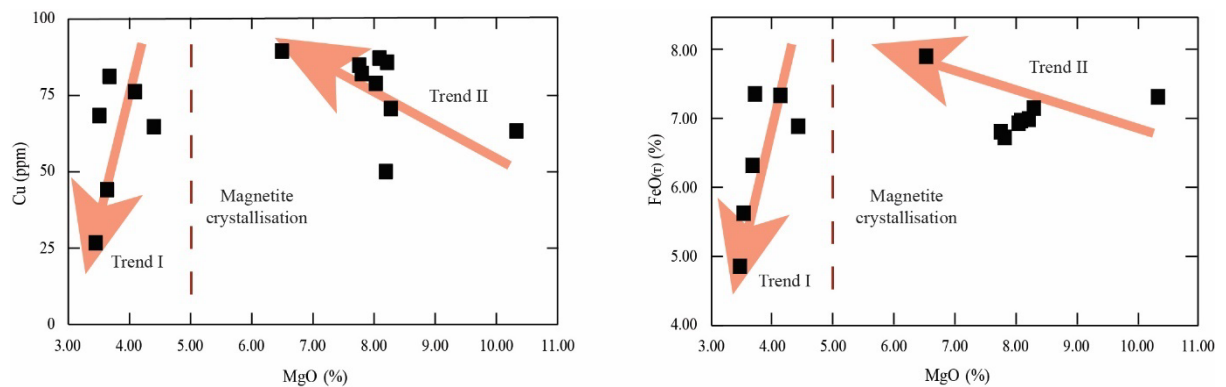 100
75
50
25
0
Cu (ppm)
Trend II
Magnetite
crystallisation
Trend I
3.00 4.00 5.00 6.00 7.00 8.00 9.00 10.00 11.00
MgO (%)
8.00
7.00
6.00
5.00
4.00
FeO(T) (%)
Trend II
Magnetite
crystallisation
Trend I
3.00 4.00 5.00 6.00 7.00 8.00 9.00 10.00 11.00
MgO (%)